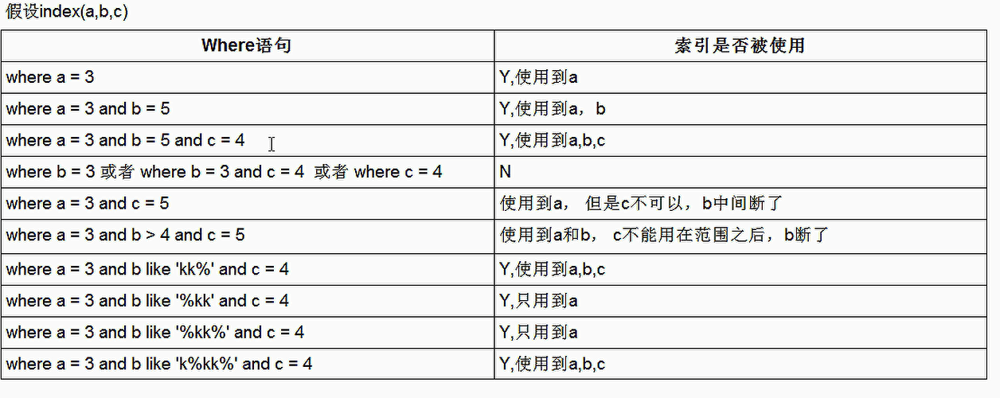 假设index(a,b,c)
Where语句 索引是否被使用
where a = 3 Y,使用到a
where a = 3 and b = 5 Y,使用到a，b
where a = 3 and b = 5 and c = 4 Y,使用到a,b,c
where b = 3 或者 where b = 3 and c = 4 或者 where c = 4 N
where a = 3 and c = 5 使用到a， 但是c不可以，b中间断了
where a = 3 and b > 4 and c = 5 使用到a和b， c不能用在范围之后，b断了
where a = 3 and b like 'kk%' and c = 4 Y,使用到a,b,c
where a = 3 and b like '%kk' and c = 4 Y,只用到a
where a = 3 and b like '%kk%' and c = 4 Y,只用到a
where a = 3 and b like 'k%kk%' and c = 4 Y,使用到a,b,c